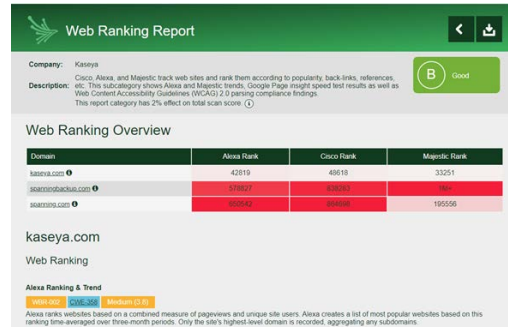 Web Ranking Report
Company: Kaseya
Description: Cisco, Alexa, and Majestic track web sites and rank them according to popularity, back-links, references,
etc. This subcategory shows Alexa and Majestic trends, Google Page insight speed test results as well as
Web Content Accessibility Guidelines (WCAG) 2.0 parsing compliance findings.
This report category has 2% effect on total scan score.
B Good
Web Ranking Overview
Domain Alexa Rank Cisco Rank Majestic Rank
kaseya.com 42819 48618 33251
spanningbackup.com 578827
spanning.com 195556
kaseya.com
Web Ranking
Alexa Ranking & Trend
WBR-002 CWE-358 Medium (3.8)
Alexa ranks websites based on a combined measure of pageviews and unique site users. Alexa creates a list of most popular websites based on this
ranking time-averaged over three-month periods. Only the site's highest-level domain is recorded, aggregating any subdomains.